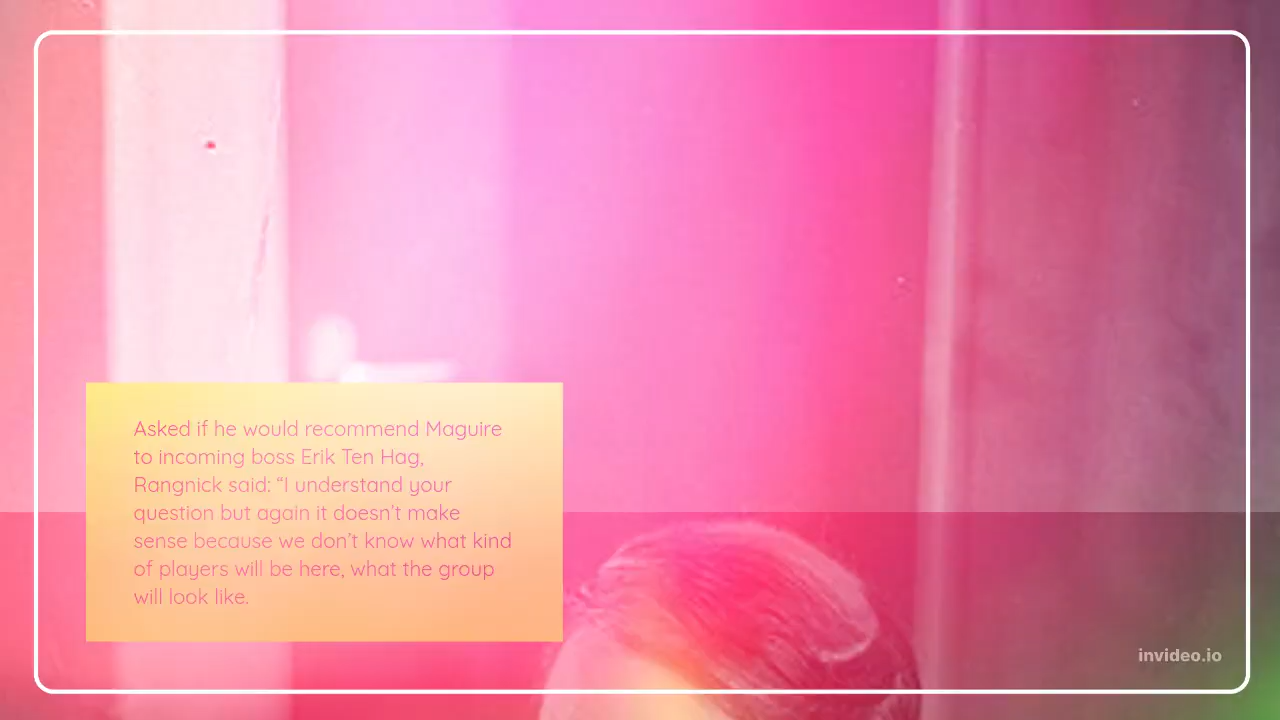 Asked if he would recommend Maguire
to incoming boss Erik Ten Hag,
Rangnick said: “I understand your
question but again it doesn’t make
sense because we don’t know what kind
of players will be here, what the group
will look like.
invideo.io